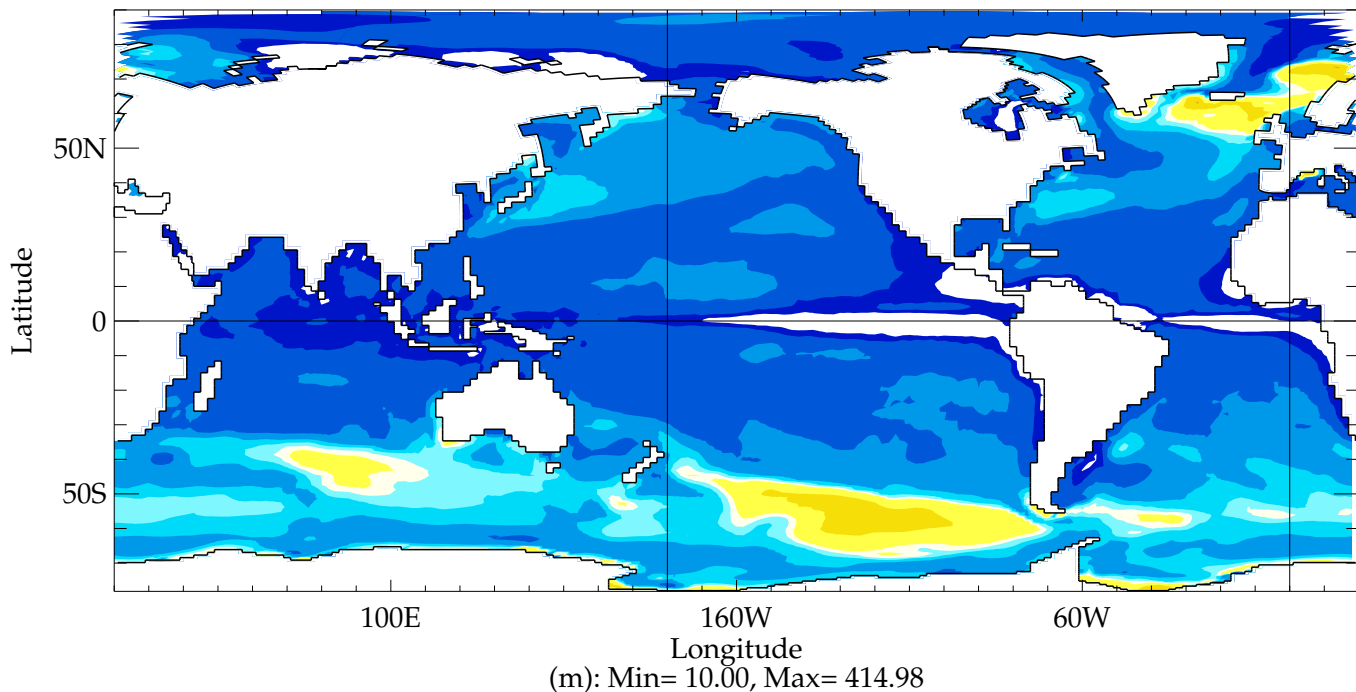 50N
0
50S
Latitude
100E
160W
60W
Longitude
(m): Min= 10.00, Max= 414.98